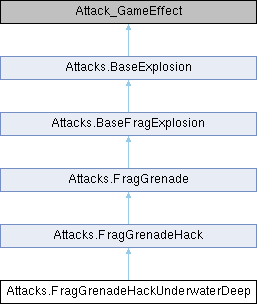 Attack_GameEffect
Attacks.BaseExplosion
Attacks.BaseFragExplosion
Attacks.FragGrenade
Attacks.FragGrenadeHack
Attacks.FragGrenadeHackUnderwaterDeep